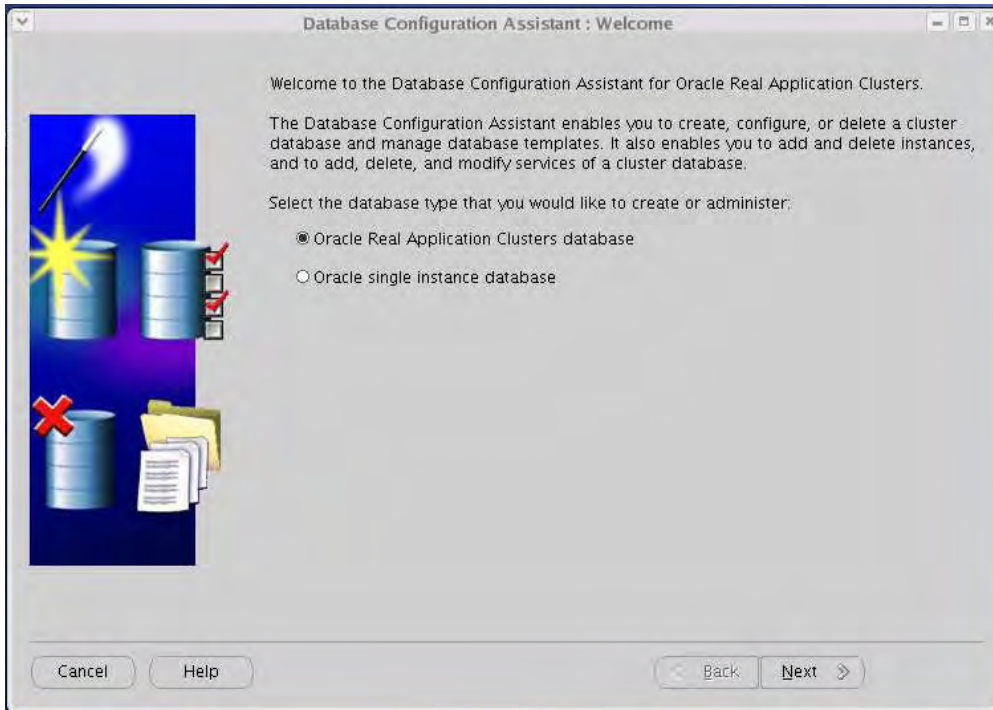 Database Configuration Assistant : Welcome
Welcome to the Database Configuration Assistant for Oracle Real Application Clusters.
The Database Configuration Assistant enables you to create, configure, or delete a cluster
database and manage database templates. It also enables you to add and delete instances,
and to add, delete, and modify services of a cluster database.
Select the database type that you would like to create or administer:
Oracle Real Application Clusters database
Oracle single instance database
Cancel
Help
Back
Next